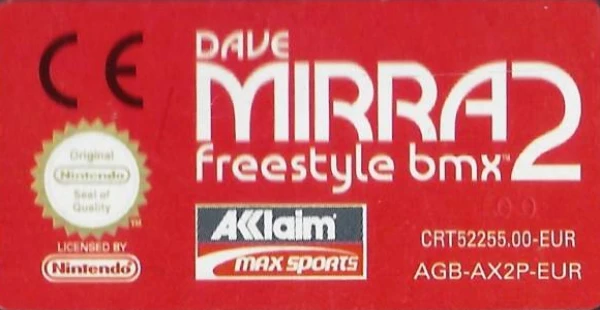 CE
DAVE
MIRRA 2
freestyle bmx™
Original
Nintendo
Seal of
Quality
TM
LICENSED BY
Nintendo
AKlaim
MAX SPORTS
CRT52255.00-EUR
AGB-AX2P-EUR